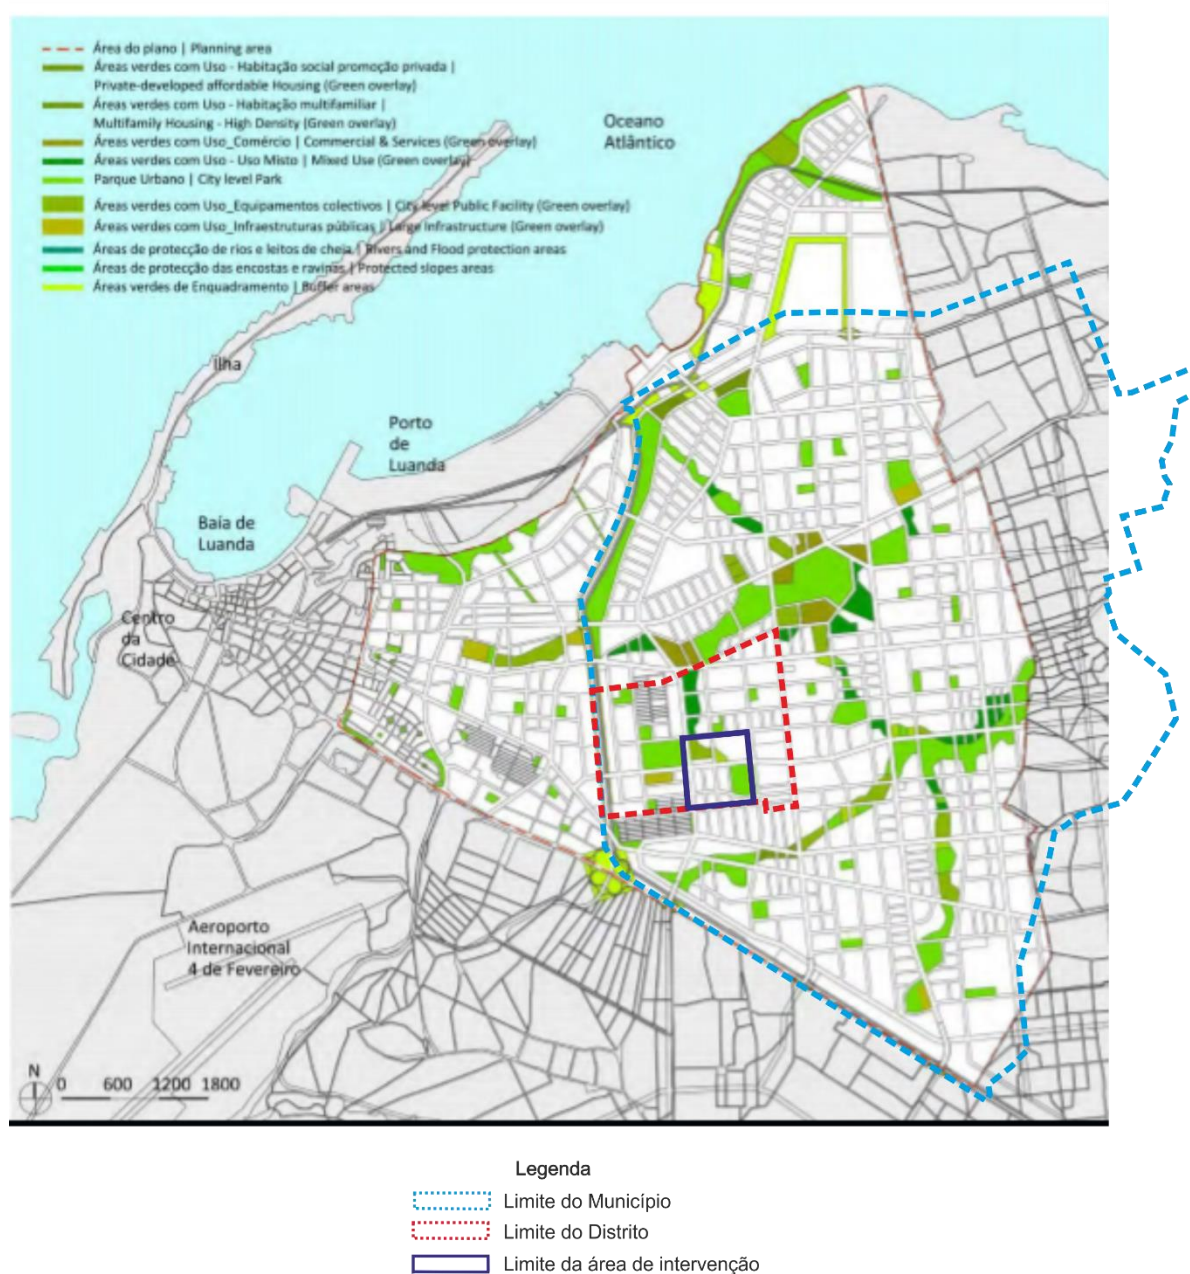 Área do plano | Planning area
Áreas verdes com Uso - Habitação social promoção privada |
Private-developed affordable Housing (Green overlay)
Áreas verdes com Uso - Habitação multifamiliar |
Multifamily Housing - High Density (Green overlay)
Áreas verdes com Uso_Comércio | Commercial & Services (Green overlay)
Áreas verdes com Uso - Uso Misto | Mixed Use (Green overlay)
Parque Urbano | City level Park
Áreas verdes com Uso_Equipamentos colectivos | City level Public Facility (Green overlay)
Áreas verdes com Uso_Infraestruturas públicas | Large Infrastructure (Green overlay)
Áreas de protecção de rios e leitos de cheia | Rivers and Flood protection areas
Áreas de protecção das encostas e ravinas | Protected slopes areas
Áreas verdes de Enquadramento | Buffer areas
Oceano
Atlântico
Ilha
Porto
de
Luanda
Baía de
Luanda
Centro
da
Cidade
Aeroporto
Internacional
4 de Fevereiro
N
0 600 1200 1800
Legenda
Limite do Município
Limite do Distrito
Limite da área de intervenção